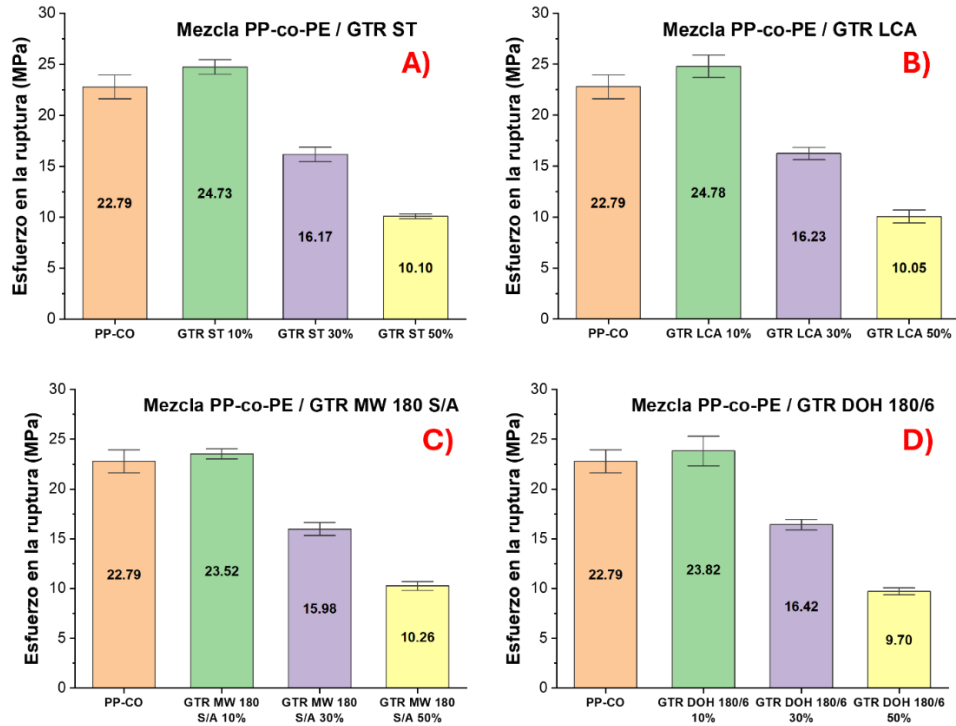 Mezcla PP-co-PE / GTR ST
A)
Esfuerzo en la ruptura (MPa)
30
25
20
15
10
5
0
22.79
24.73
16.17
10.10
PP-CO
GTR ST 10%
GTR ST 30%
GTR ST 50%
Mezcla PP-co-PE / GTR LCA
B)
Esfuerzo en la ruptura (MPa)
30
25
20
15
10
5
0
22.79
24.78
16.23
10.05
PP-CO
GTR LCA 10%
GTR LCA 30%
GTR LCA 50%
Mezcla PP-co-PE / GTR MW 180 S/A
C)
Esfuerzo en la ruptura (MPa)
30
25
20
15
10
5
0
22.79
23.52
15.98
10.26
PP-CO
GTR MW 180
S/A 10%
GTR MW 180
S/A 30%
GTR MW 180
S/A 50%
Mezcla PP-co-PE / GTR DOH 180/6
D)
Esfuerzo en la ruptura (MPa)
30
25
20
15
10
5
0
22.79
23.82
16.42
9.70
PP-CO
GTR DOH 180/6
10%
GTR DOH 180/6
30%
GTR DOH 180/6
50%